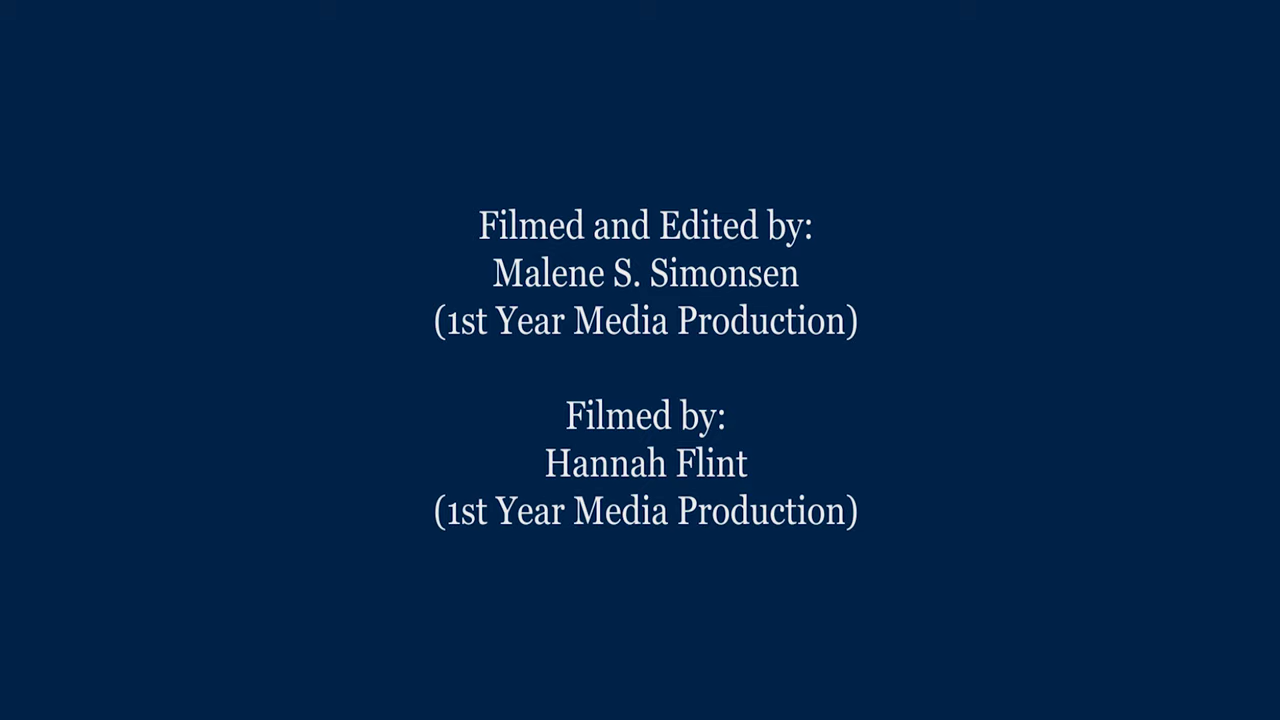 Filmed and Edited by:
Malene S. Simonsen
(1st Year Media Production)
Filmed by:
Hannah Flint
(1st Year Media Production)